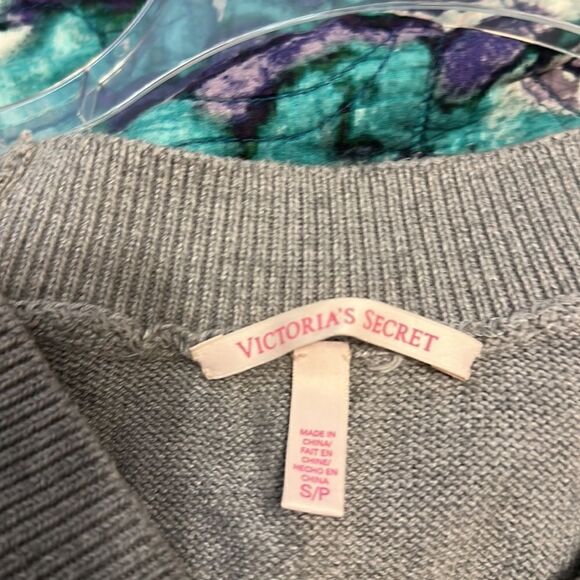 VICTORIA'S SECRET
MADE IN
CHINA/
FAIT EN
CHINE/
HECHO EN
CHINA
S/P